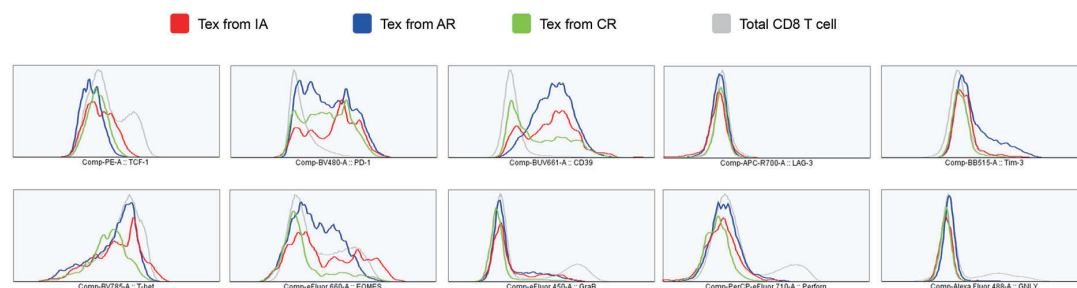 Tex from IA Tex from AR Tex from CR Total CD8 T cell
Comp-PE-A :: TCF-1
Comp-BV480-A :: PD-1
Comp-BUV661-A :: CD39
Comp-APC-R700-A :: LAG-3
Comp-BB515-A :: Tim-3
Comp-BV785-A :: T-bet
Comp-eFluor 660-A :: EOMES
Comp-eFluor 450-A :: GraB
Comp-PerCP-eFluor 710-A :: Perforn
Comp-Alexa Fluor 488-A :: GNLY